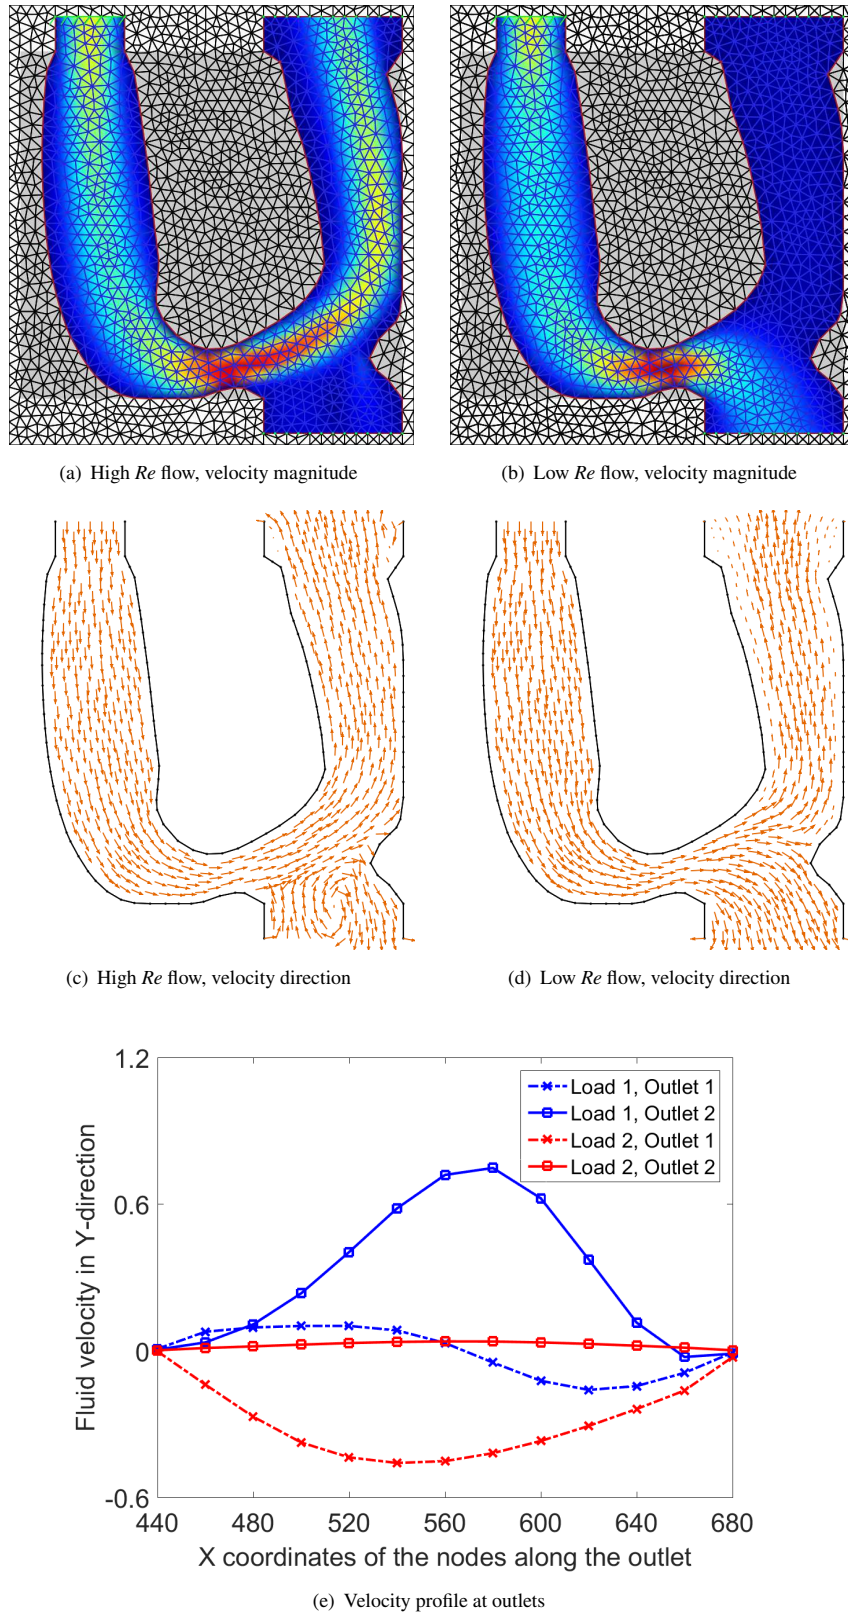 (a) High Re flow, velocity magnitude
(b) Low Re flow, velocity magnitude
(c) High Re flow, velocity direction
(d) Low Re flow, velocity direction
1.2
0.6
0
-0.6
Fluid velocity in Y-direction
Load 1, Outlet 1
Load 1, Outlet 2
Load 2, Outlet 1
Load 2, Outlet 2
440 480 520 560 600 640 680
X coordinates of the nodes along the outlet
(e) Velocity profile at outlets